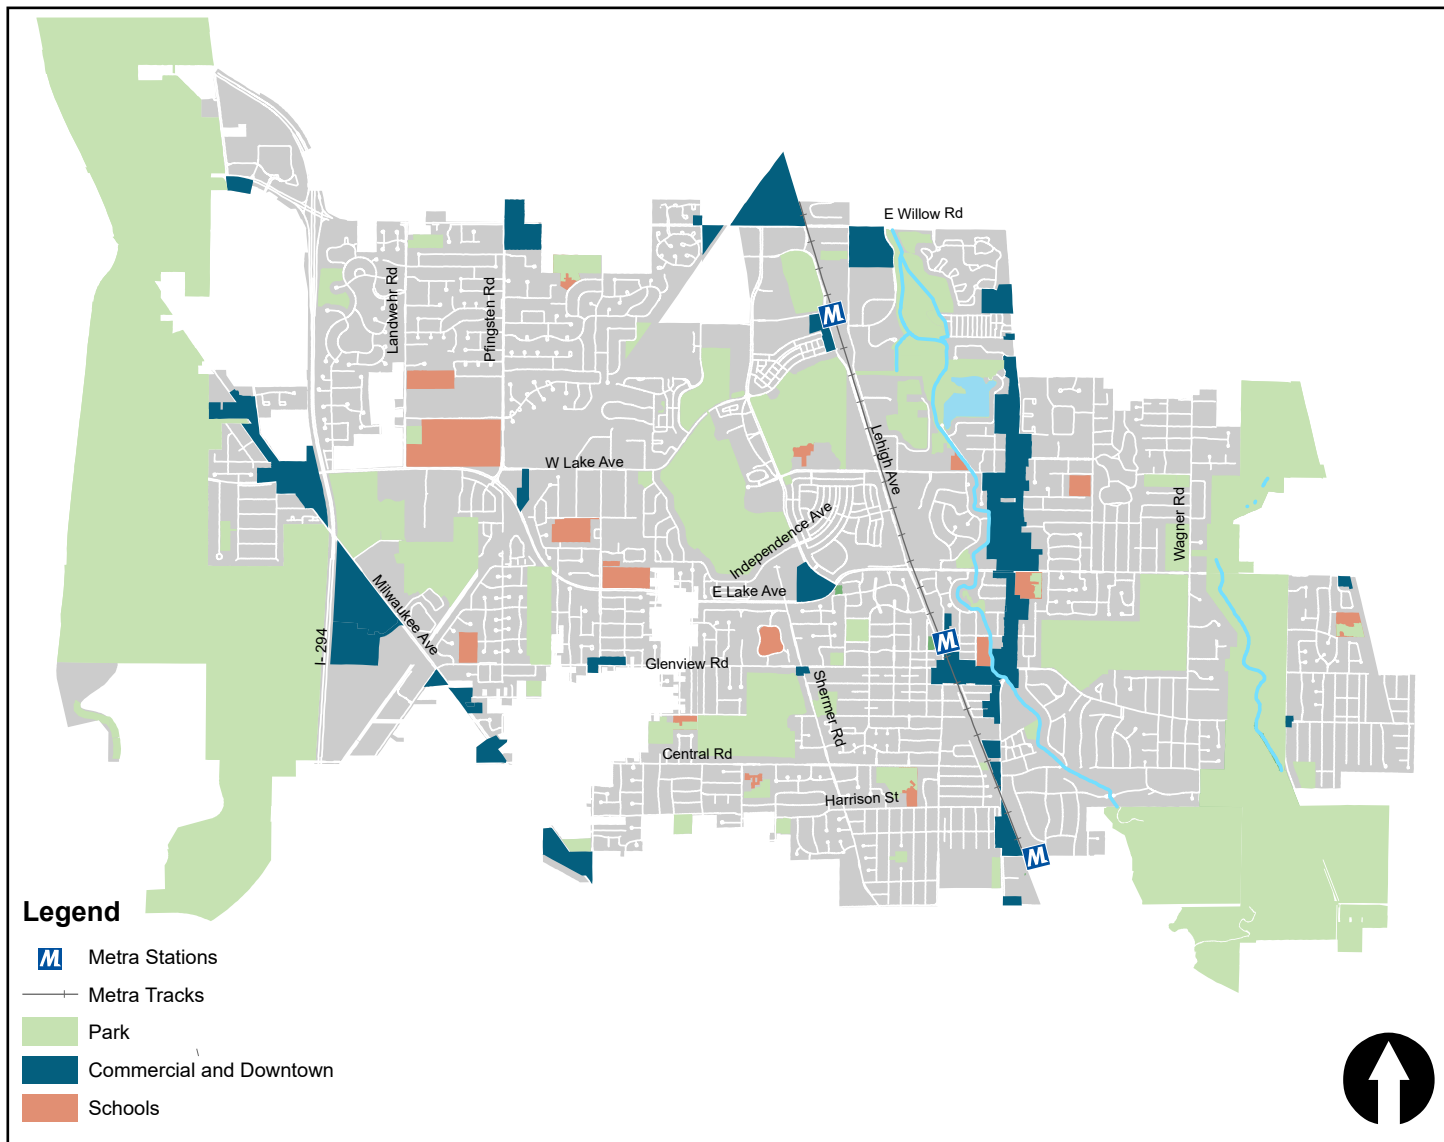 E Willow Rd
Landwehr Rd
Pfingsten Rd
M
Lehigh Ave
W Lake Ave
Wagner Rd
Independence Ave
E Lake Ave
Milwaukee Ave
I- 294
M
Glenview Rd
Shermer Rd
Central Rd
Harrison St
M
Legend
M Metra Stations
Metra Tracks
Park
Commercial and Downtown
Schools